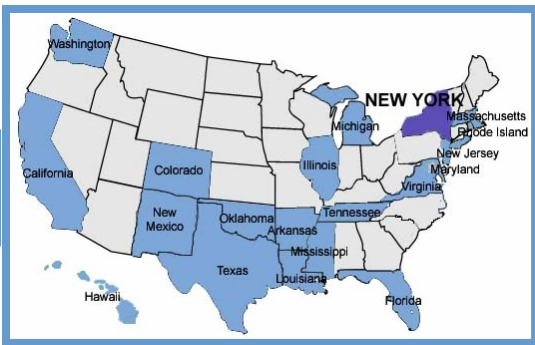 Washington
NEW YORK
Massachusetts
Michigan
Rhode Island
New Jersey
Illinois
Maryland
California
Colorado
Virginia
New
Mexico
Oklahoma
Tennessee
Arkansas
Mississippi
Texas
Louisiana
Hawaii
Florida